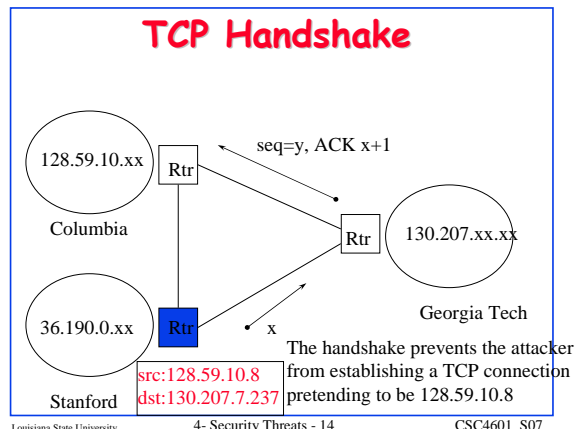 TCP Handshake
seq=y, ACK x+1
128.59.10.xx
Rtr
Columbia
Rtr
130.207.xx.xx
Georgia Tech
36.190.0.xx
Rtr
x
Stanford
src:128.59.10.8
dst:130.207.7.237
The handshake prevents the attacker
from establishing a TCP connection
pretending to be 128.59.10.8
Louisiana State University
4- Security Threats - 14
CSC4601 S07